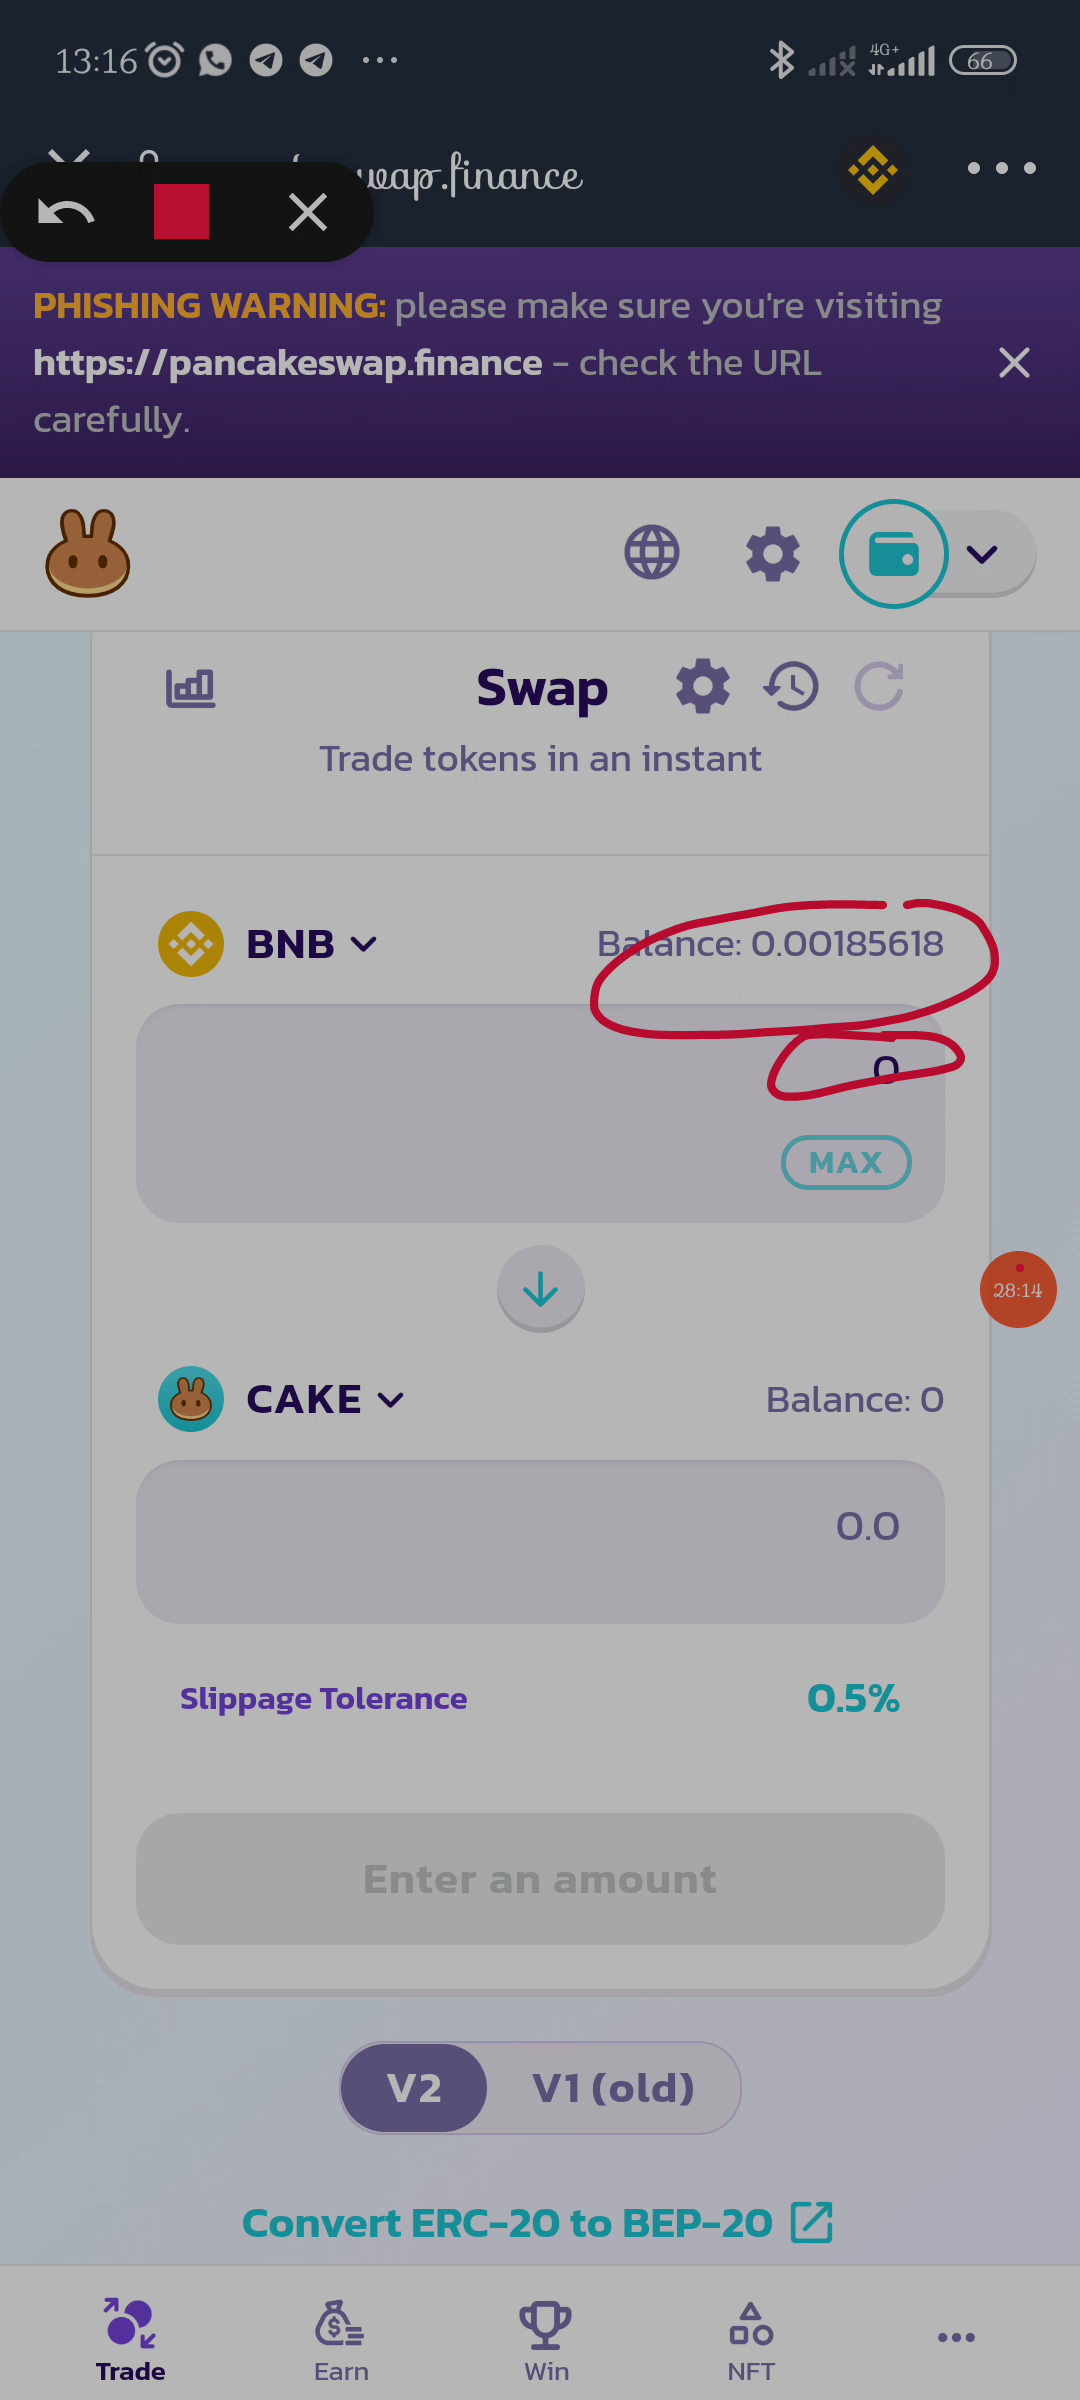 13:16
4G+
66
swap.finance
PHISHING WARNING: please make sure you're visiting
https://pancakeswap.finance - check the URL
carefully.
Swap
Trade tokens in an instant
BNB
Balance: 0.00185618
0
MAX
28:14
CAKE
Balance: 0
0.0
Slippage Tolerance
0.5%
Enter an amount
V2
V1 (old)
Convert ERC-20 to BEP-20
Trade
Earn
Win
NFT